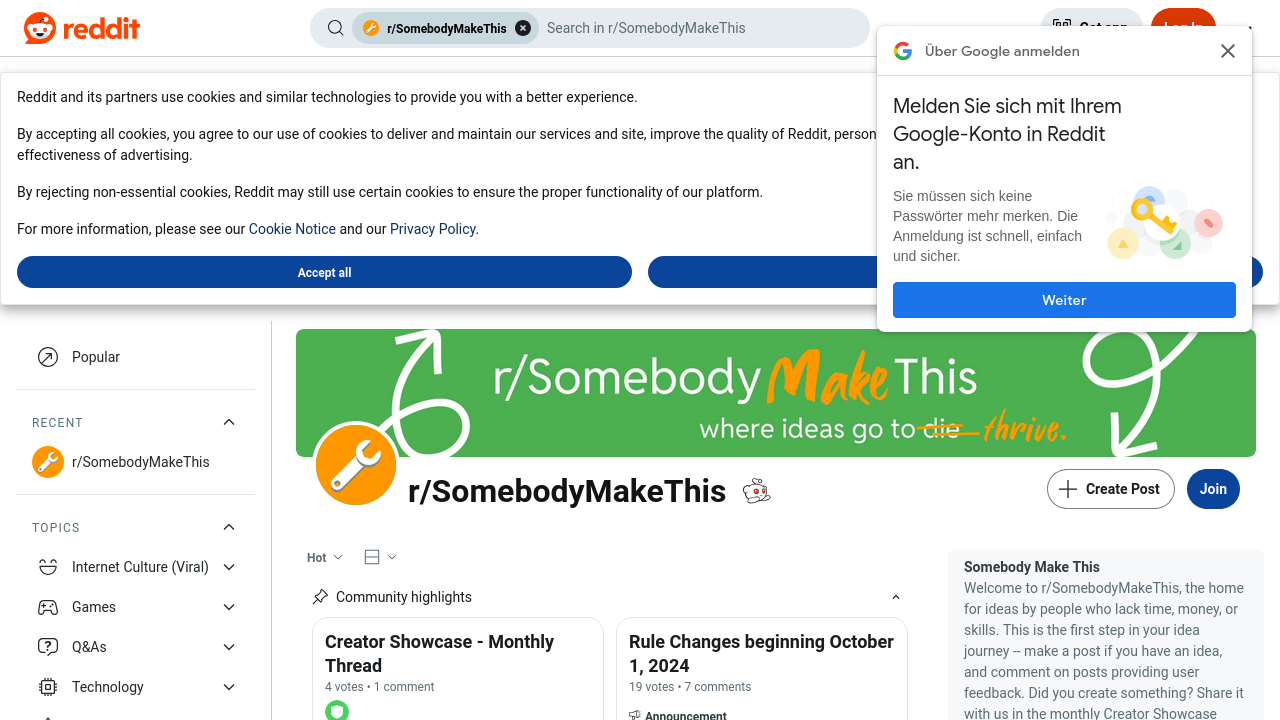 reddit
r/SomebodyMakeThis
Search in r/SomebodyMakeThis
Über Google anmelden
Melden Sie sich mit Ihrem
Google-Konto in Reddit
an.
Sie müssen sich keine
Passwörter mehr merken. Die
Anmeldung ist schnell, einfach
und sicher.
Weiter
Reddit and its partners use cookies and similar technologies to provide you with a better experience.
By accepting all cookies, you agree to our use of cookies to deliver and maintain our services and site, improve the quality of Reddit,
effectiveness of advertising.
By rejecting non-essential cookies, Reddit may still use certain cookies to ensure the proper functionality of our platform.
For more information, please see our Cookie Notice and our Privacy Policy.
Accept all
Popular
RECENT
r/SomebodyMakeThis
TOPICS
Internet Culture (Viral)
Games
Q&As
Technology
r/Somebody Make This
where ideas go to die thrive.
r/SomebodyMakeThis
Create Post
Join
Hot
Community highlights
Creator Showcase - Monthly
Thread
4 votes • 1 comment
Rule Changes beginning October
1, 2024
19 votes • 7 comments
Announcement
Somebody Make This
Welcome to r/SomebodyMakeThis, the home
for ideas by people who lack time, money, or
skills. This is the first step in your idea
journey -- make a post if you have an idea,
and comment on posts providing user
feedback. Did you create something? Share it
with us in the monthly Creator Showcase